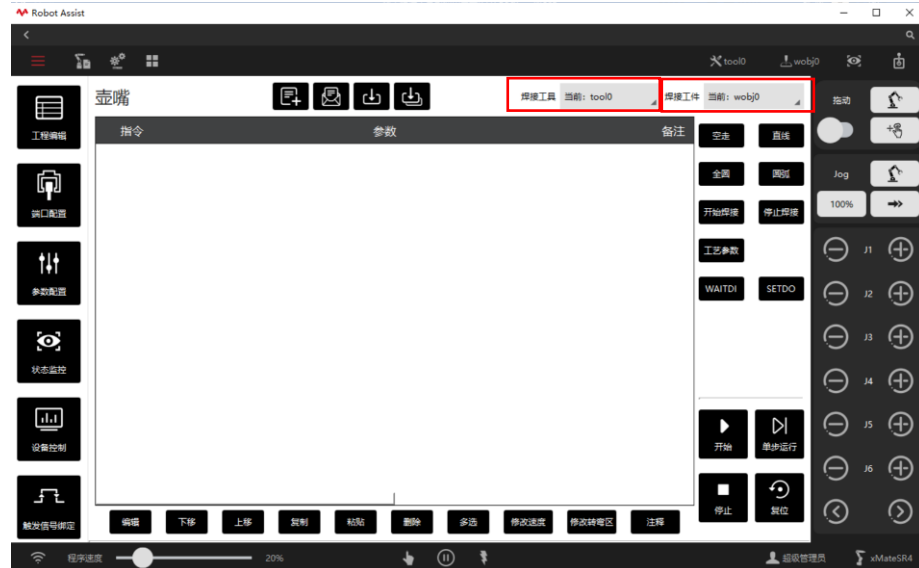 Robot Assist
tool0
wobj0
壶嘴
焊接工具
当前: tool0
焊接工件
当前: wobj0
拖动
工程编辑
指令
参数
备注
空走
直线
全圆
圆弧
Jog
100%
端口配置
开始焊接
停止焊接
工艺参数
J1
参数配置
WAITDI
SETDO
J2
J3
状态监控
J4
J5
设备控制
开始
单步运行
J6
停止
复位
触发信号绑定
编辑
下移
上移
复制
粘贴
删除
多选
修改速度
修改转弯区
注释
程序速度
20%
超级管理员
xMateSR4